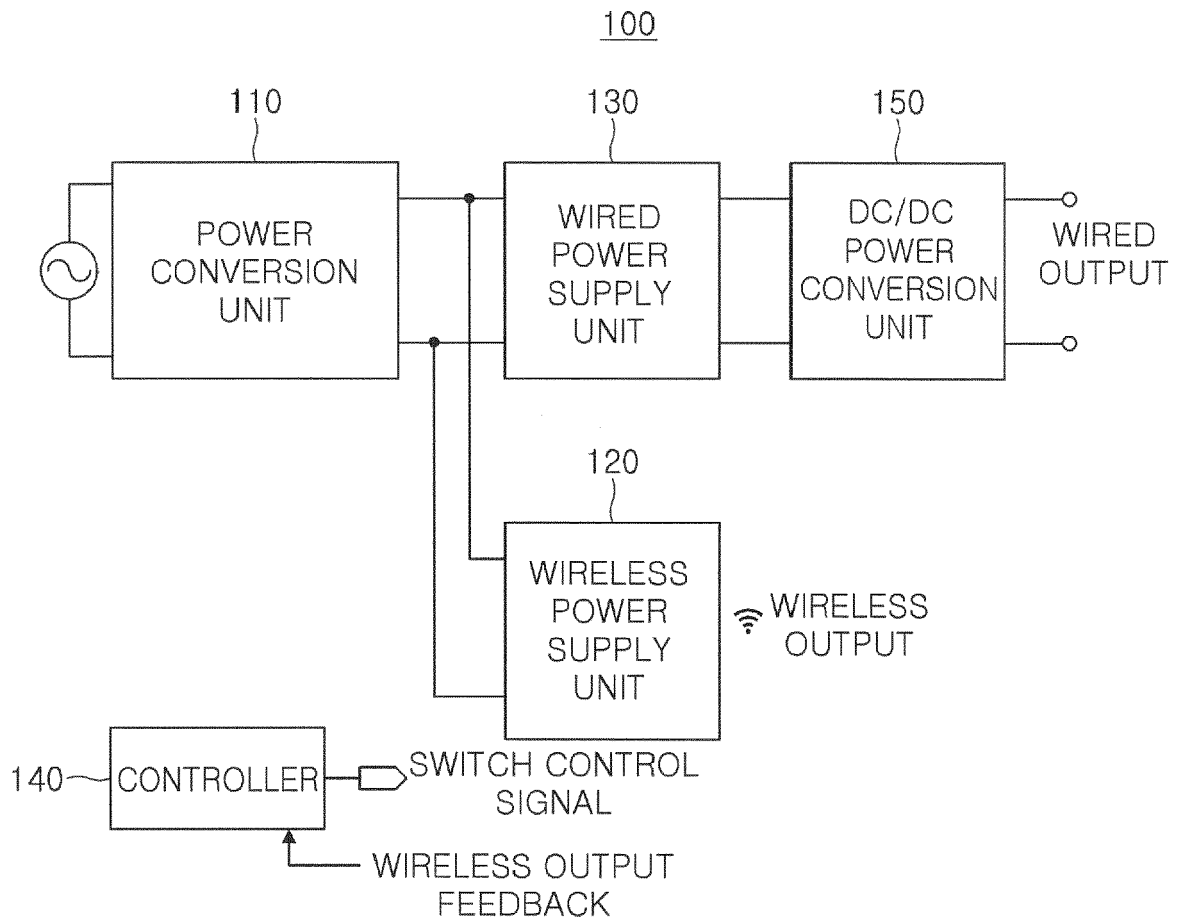 100
110
130
150
POWER
CONVERSION
UNIT
WIRED
POWER
SUPPLY
UNIT
DC/DC
POWER
CONVERSION
UNIT
WIRED
OUTPUT
120
WIRELESS
POWER
SUPPLY
UNIT
WIRELESS
OUTPUT
140
CONTROLLER
SWITCH CONTROL
SIGNAL
WIRELESS OUTPUT
FEEDBACK